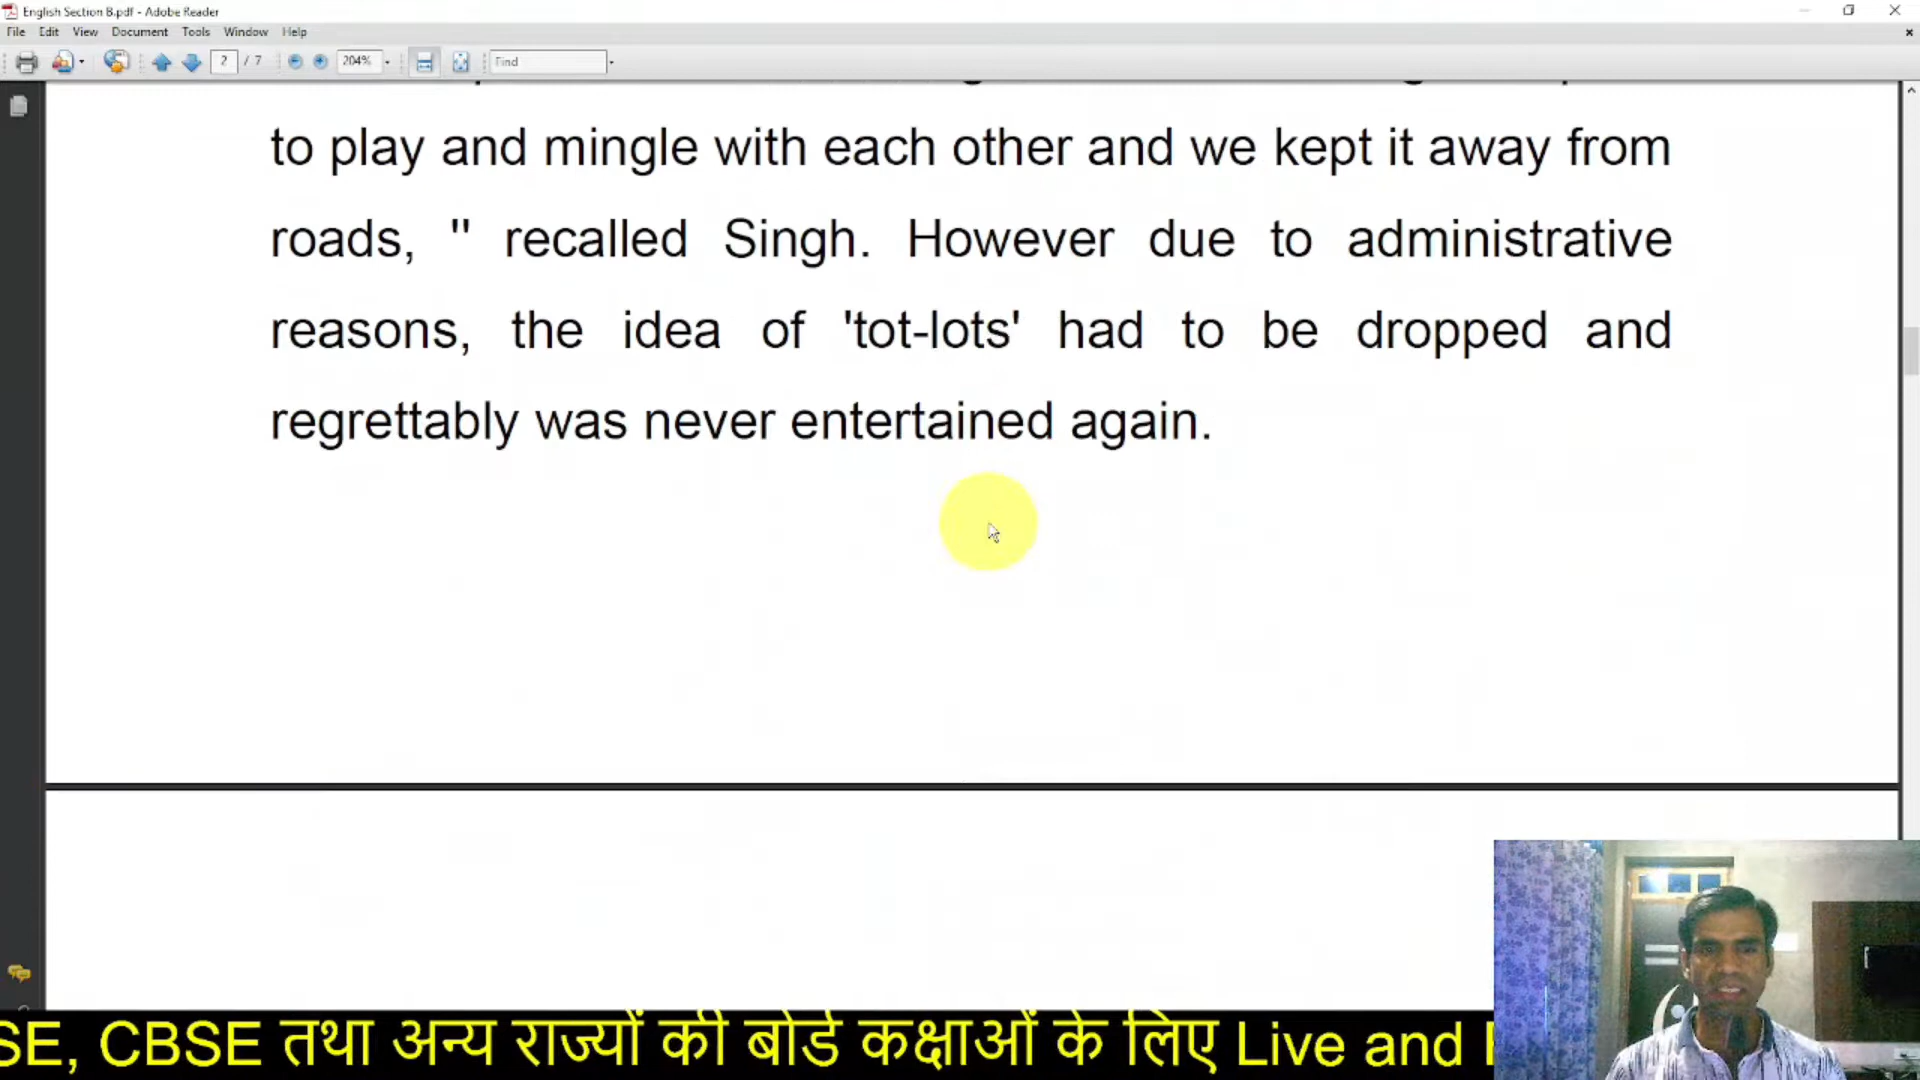 English Section B.pdf - Adobe Reader
File Edit View Document Tools Window Help
2 / 7 204% Find
to play and mingle with each other and we kept it away from
roads, " recalled Singh. However due to administrative
reasons, the idea of 'tot-lots' had to be dropped and
regrettably was never entertained again.
SE, CBSE तथा अन्य राज्यों की बोर्ड कक्षाओं के लिए Live and